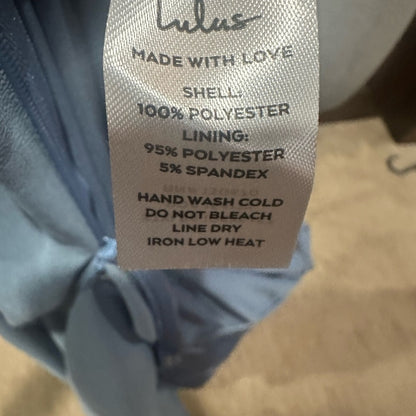 Lulus
MADE WITH LOVE
SHELL:
100% POLYESTER
LINING:
95% POLYESTER
5% SPANDEX
HAND WASH COLD
DO NOT BLEACH
LINE DRY
IRON LOW HEAT